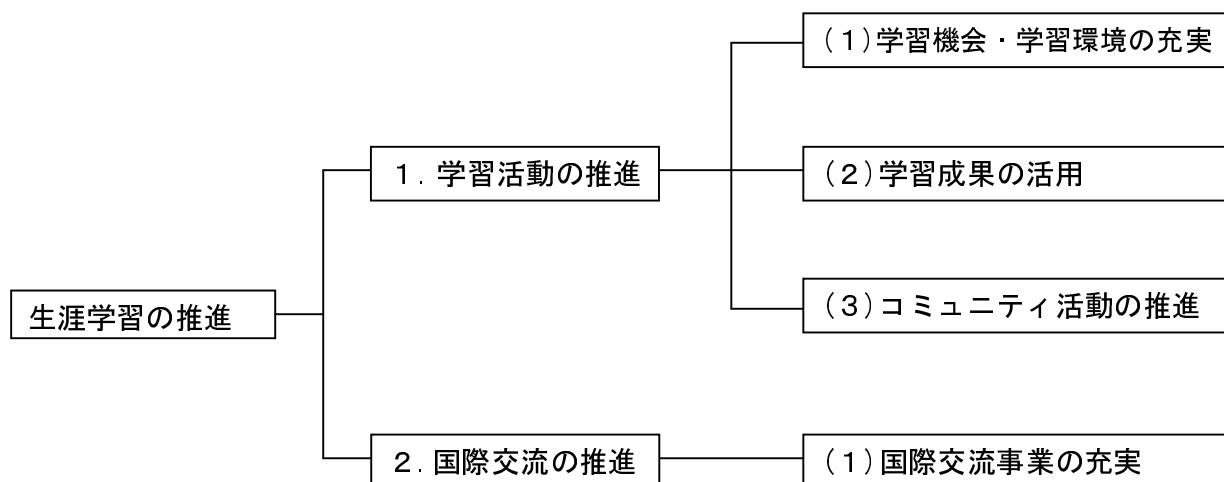 生涯学習の推進
１．学習活動の推進
（１）学習機会・学習環境の充実
（２）学習成果の活用
（３）コミュニティ活動の推進
２．国際交流の推進
（１）国際交流事業の充実